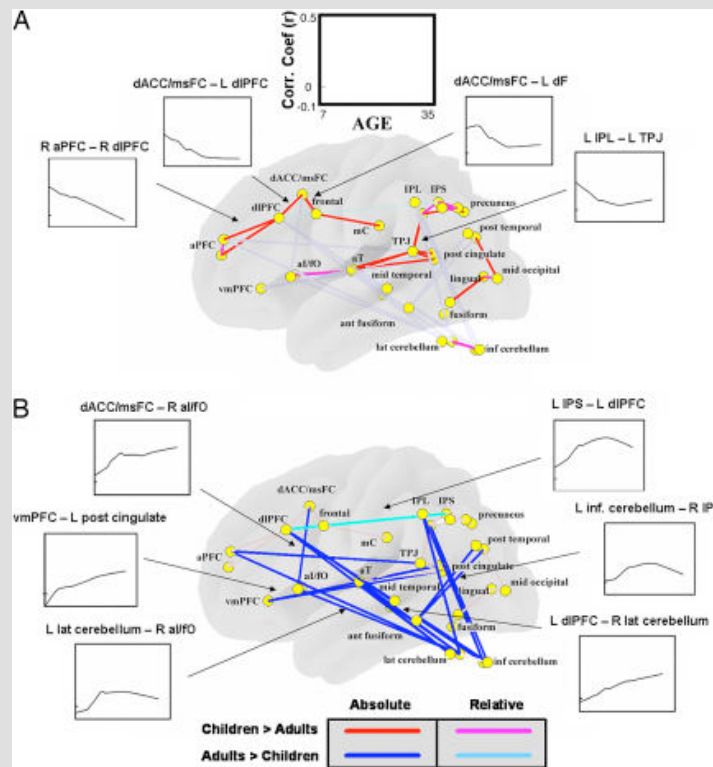 A
0.5
Corr. Coef (r)
0
-0.1
7
35
AGE
dACC/msFC – L dlPFC
dACC/msFC – L dF
R aPFC – R dlPFC
L IPL – L TPJ
dACC/msFC
IPL
IPS
dlPFC
frontal
precuneus
mC
post temporal
aPFC
TPJ
post cingulate
aI/fO
aT
vmPFC
mid temporal
lingual
mid occipital
ant fusiform
fusiform
lat cerebellum
inf cerebellum
B
dACC/msFC – R aI/fO
L IPS – L dlPFC
dACC/msFC
IPL
IPS
dlPFC
frontal
precuneus
L inf. cerebellum – R IP
vmPFC – L post cingulate
mC
post temporal
aPFC
TPJ
post cingulate
aI/fO
aT
mid temporal
lingual
mid occipital
vmPFC
ant fusiform
fusiform
L dlPFC – R lat cerebellum
L lat cerebellum – R aI/fO
lat cerebellum
inf cerebellum
Absolute
Relative
Children > Adults
Adults > Children